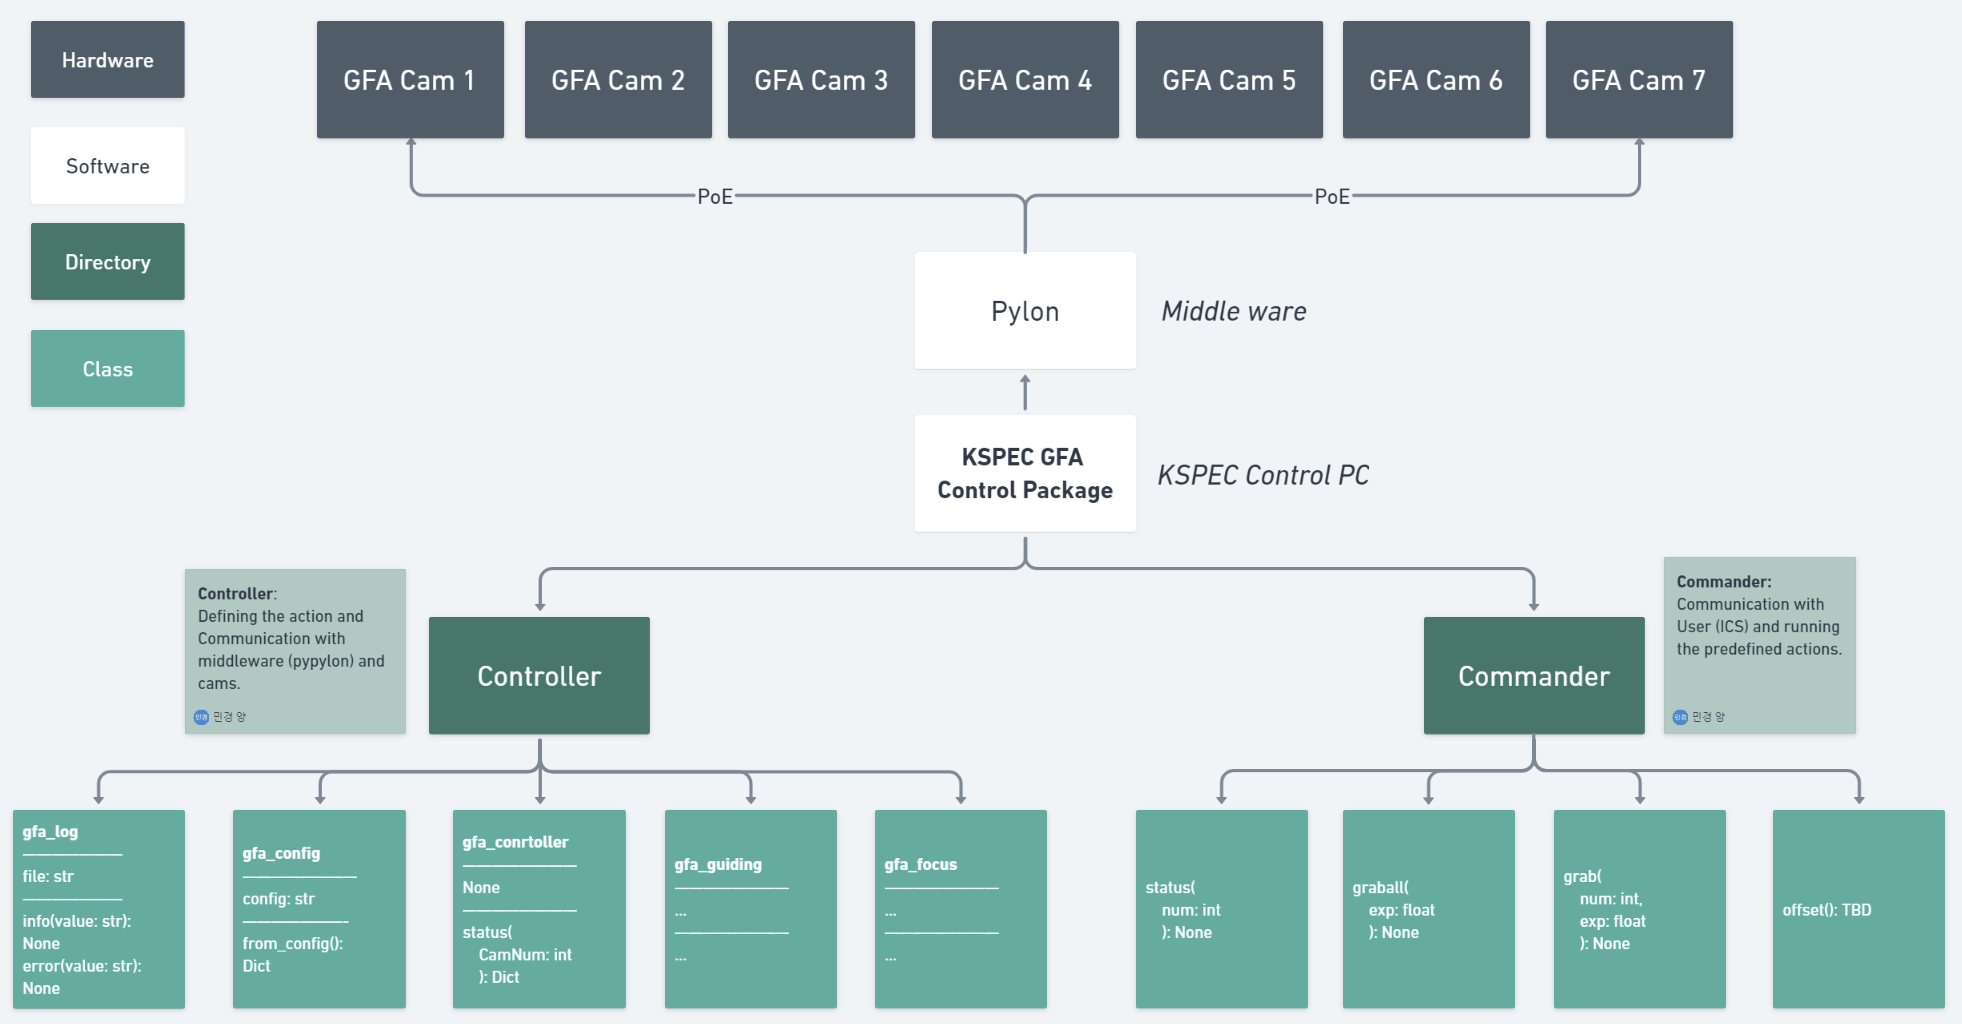 Hardware
Software
Directory
Class
GFA Cam 1
GFA Cam 2
GFA Cam 3
GFA Cam 4
GFA Cam 5
GFA Cam 6
GFA Cam 7
PoE
PoE
Pylon
Middle ware
KSPEC GFA
Control Package
KSPEC Control PC
Controller:
Defining the action and
Communication with
middleware (pypylon) and
cams.
민경
민경 양
Controller
Commander
Commander:
Communication with
User (ICS) and running
the predefined actions.
민경
민경 양
gfa_log
file: str
info(value: str):
None
error(value: str):
None
gfa_config
config: str
from_config():
Dict
gfa_conrtoller
None
status(
CamNum: int
): Dict
gfa_guiding
...
...
gfa_focus
...
...
status(
num: int
): None
graball(
exp: float
): None
grab(
num: int,
exp: float
): None
offset(): TBD